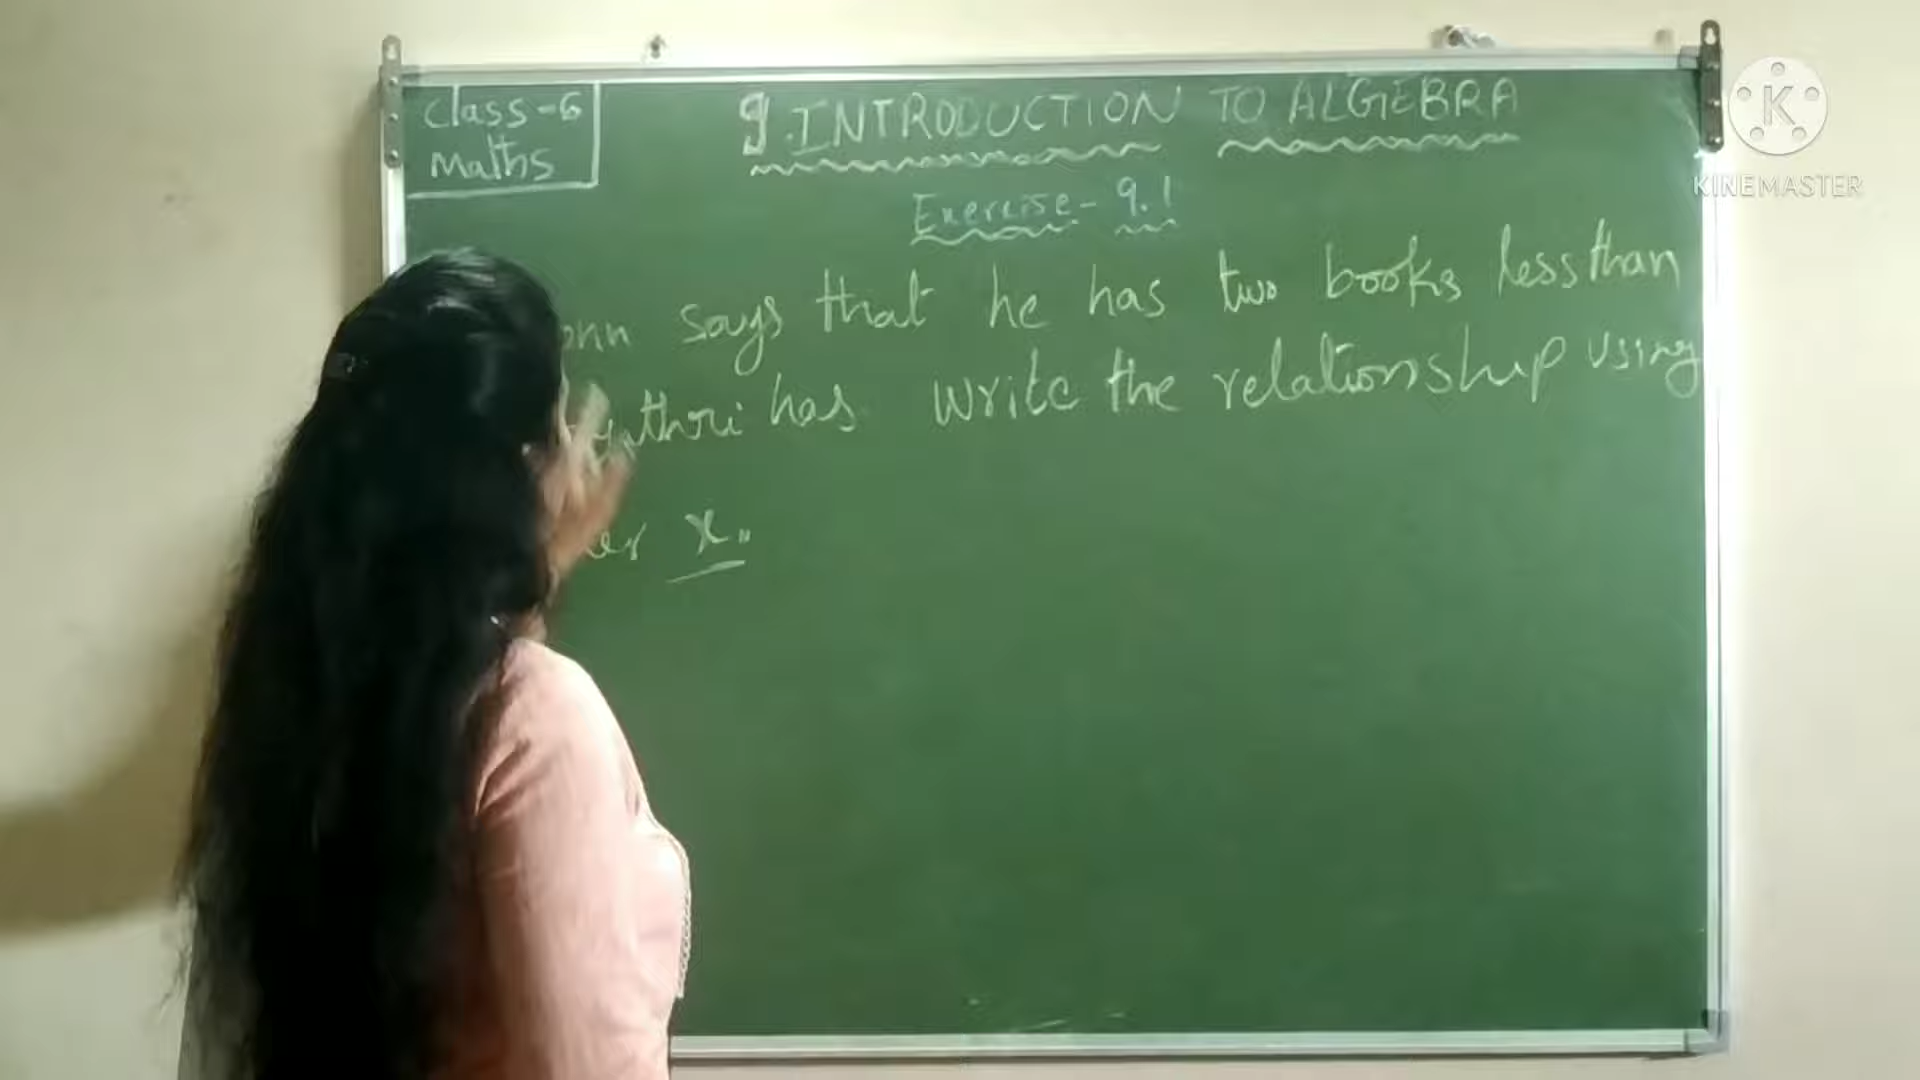 Class-6
Maths
9. INTRODUCTION TO ALGEBRA
Exercise - 9.1
says that he has two books less than
has write the relationship using
x.
K
KINEMASTER